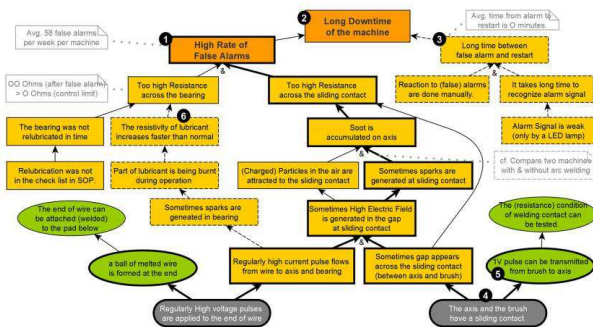 Avg. 58 false alarms
per week per machine
2
Long Downtime
of the machine
Avg. time from alarm to
restart is O minutes.
1
High Rate of
False Alarms
3
Long time between
false alarm and restart
&
&
OO Ohms (after false alarm)
> O Ohms (control limit)
Too high Resistance
across the bearing
Too high Resistance
across the sliding contact
Reaction to (false) alarms
are done manually.
It takes long time to
recognize alarm signal
&
&
6
The bearing was not
relubricated in time
The resistivity of lubricant
increases faster than normal
Soot is
accumulated on axis
Alarm Signal is weak
(only by a LED lamp)
&
cf. Compare two machines
with & without arc welding
Relubrication was not
in the check list in SOP.
Part of lubricant is being burnt
during operation
(Charged) Particles in the air are
attracted to the sliding contact
Sometimes sparks are
generated at sliding contact
The end of wire can be
attached (welded)
to the pad below
Sometimes sparks are
geneated in bearing
Sometimes High Electric Field
is generated in the gap
at sliding contact
The (resistance) condition
of welding contact can
be tested.
&
a ball of melted wire
is formed at the end
Regularly high current pulse flows
from wire to axis and bearing
Sometimes gap appears
across the sliding contact
(between axis and brush)
1V pulse can be transmitted
from brush to axis
5
4
Regularly High voltage pulses
are applied to the end of wire
The axis and the brush
have a sliding contact